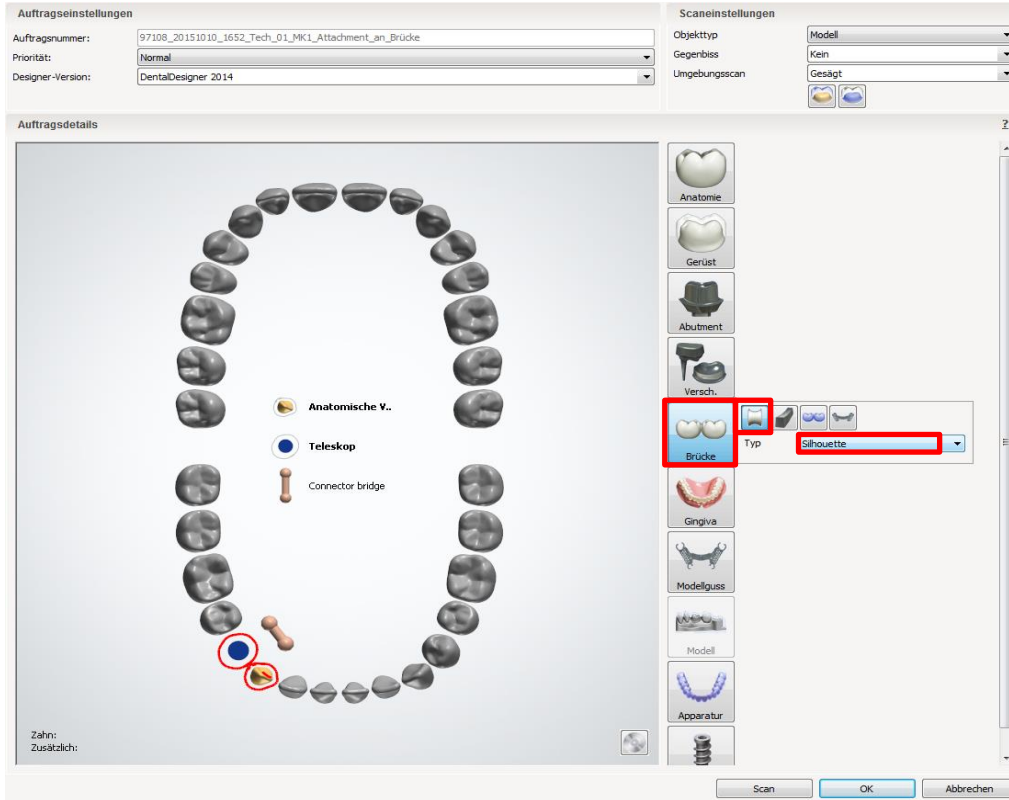 Auftragseinstellungen
Auftragsnummer: 97108_20151010_1652_Tech_01_MK1_Attachment_an_Brücke
Priorität: Normal
Designer-Version: DentalDesigner 2014
Scaneinstellungen
Objekttyp Modell
Gegenbiss Kein
Umgebungsscan Gesägt
Auftragsdetails
?
Anatomische V..
Teleskop
Connector bridge
Zahn:
Zusätzlich:
Anatomie
Gerüst
Abutment
Versch.
Brücke
Typ Silhouette
Gingiva
Modellguss
Modell
Apparatur
Scan OK Abbrechen